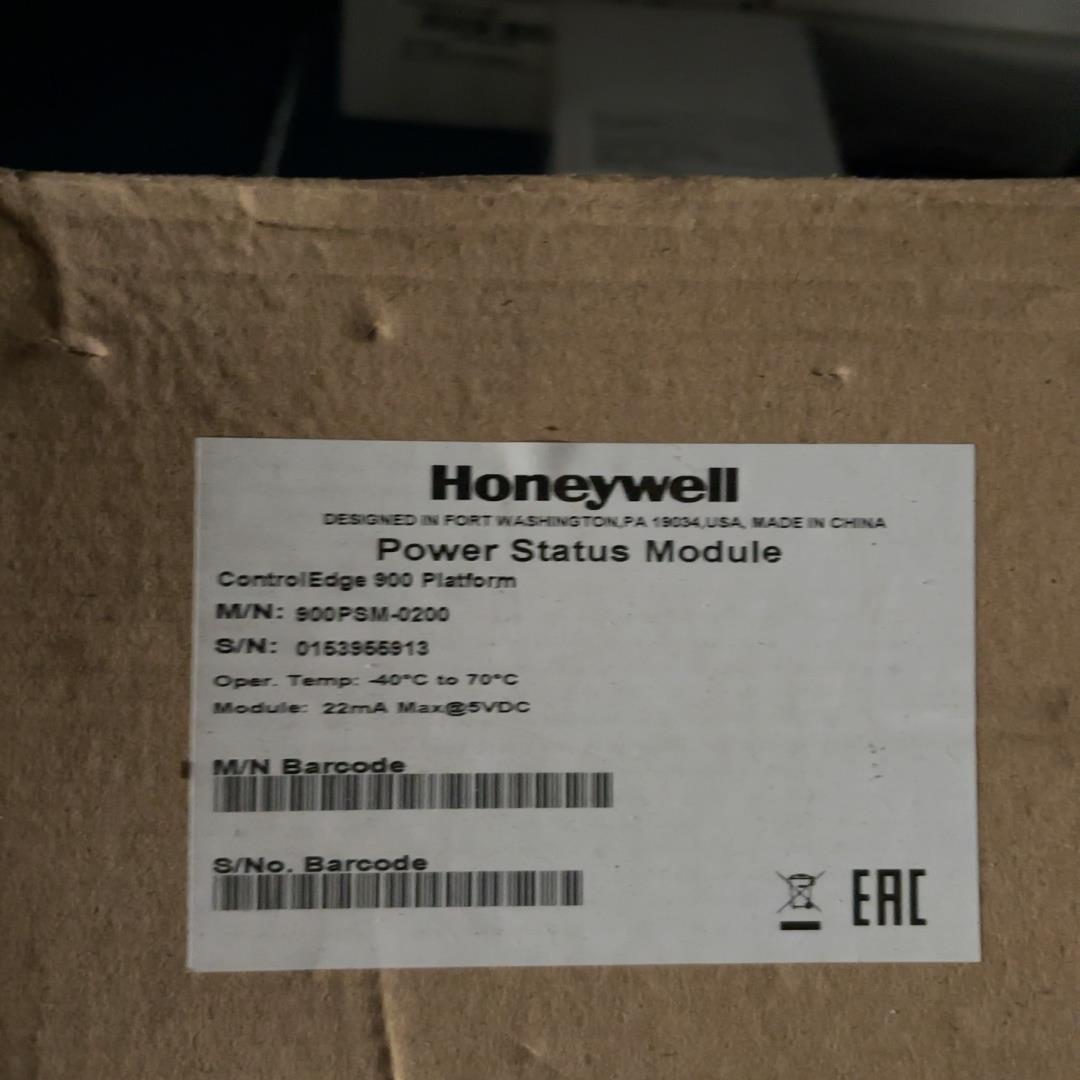 Honeywell
DESIGNED IN FORT WASHINGTON,PA 19034,USA, MADE IN CHINA
Power Status Module
ControlEdge 900 Platform
M/N: 900PSM-0200
S/N: 0153955913
Oper. Temp: -40°C to 70°C
Module: 22mA Max@5VDC
M/N Barcode
S/No. Barcode
EAC